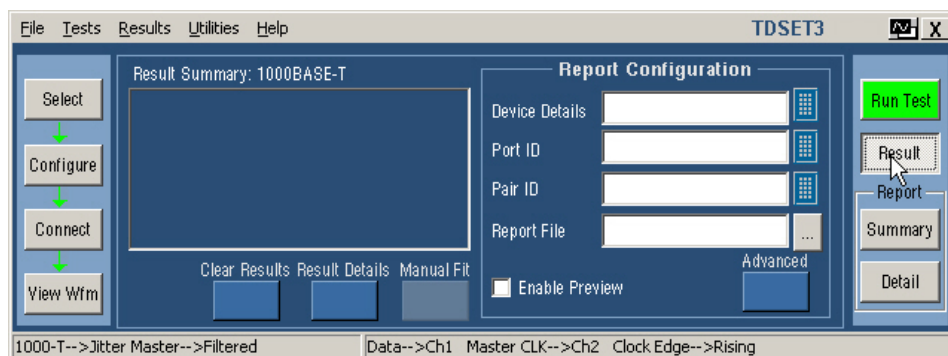 File Tests Results Utilities Help TDSET3 X
Select
Configure
Connect
View Wfm
Result Summary: 1000BASE-T
Clear Results Result Details Manual Fit
Report Configuration
Device Details
Port ID
Pair ID
Report File ...
Enable Preview
Advanced
Run Test
Result
Report
Summary
Detail
1000-T-->Jitter Master-->Filtered Data-->Ch1 Master CLK-->Ch2 Clock Edge-->Rising